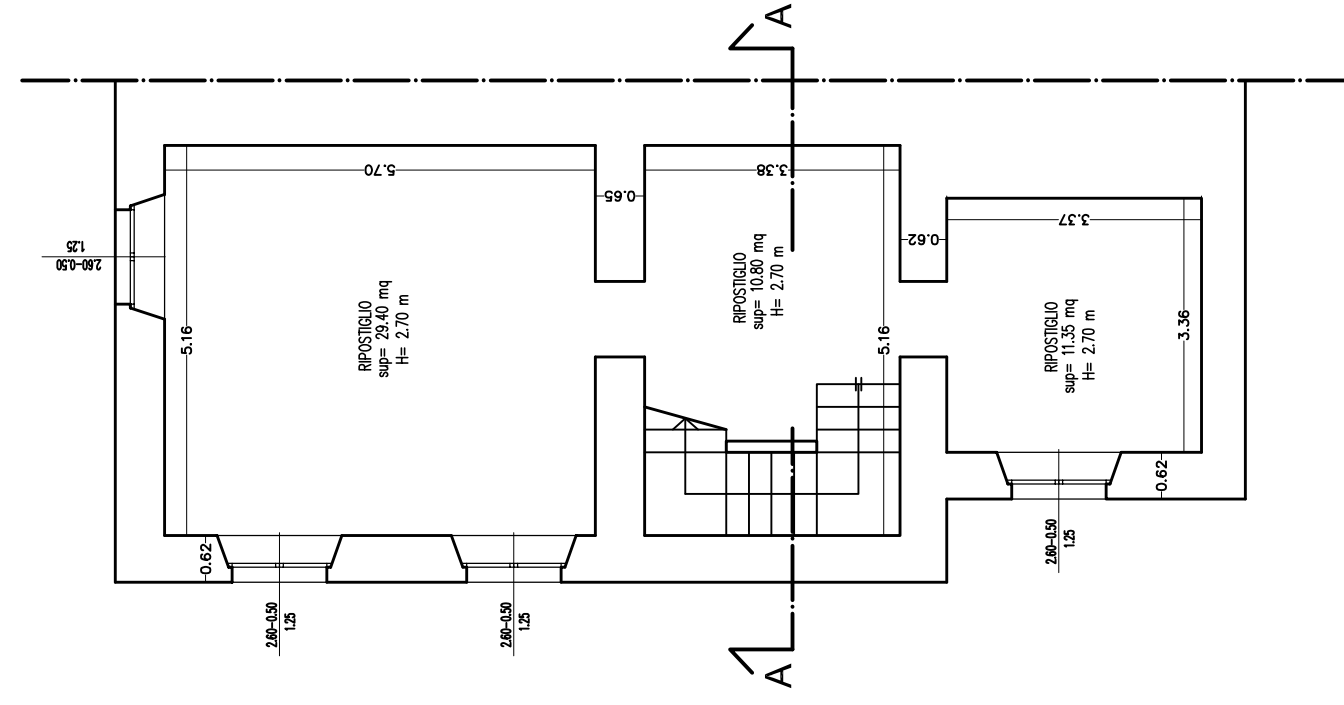 A
5.70
3.38
0.65
0.62
3.37
1.25
2.60-0.50
5.16
RIPOSTIGLIO
sup= 29.40 mq
H= 2.70 m
RIPOSTIGLIO
sup= 10.80 mq
H= 2.70 m
5.16
RIPOSTIGLIO
sup= 11.35 mq
H= 2.70 m
3.36
0.62
0.62
2.60-0.50
1.25
2.60-0.50
1.25
2.60-0.50
1.25
A